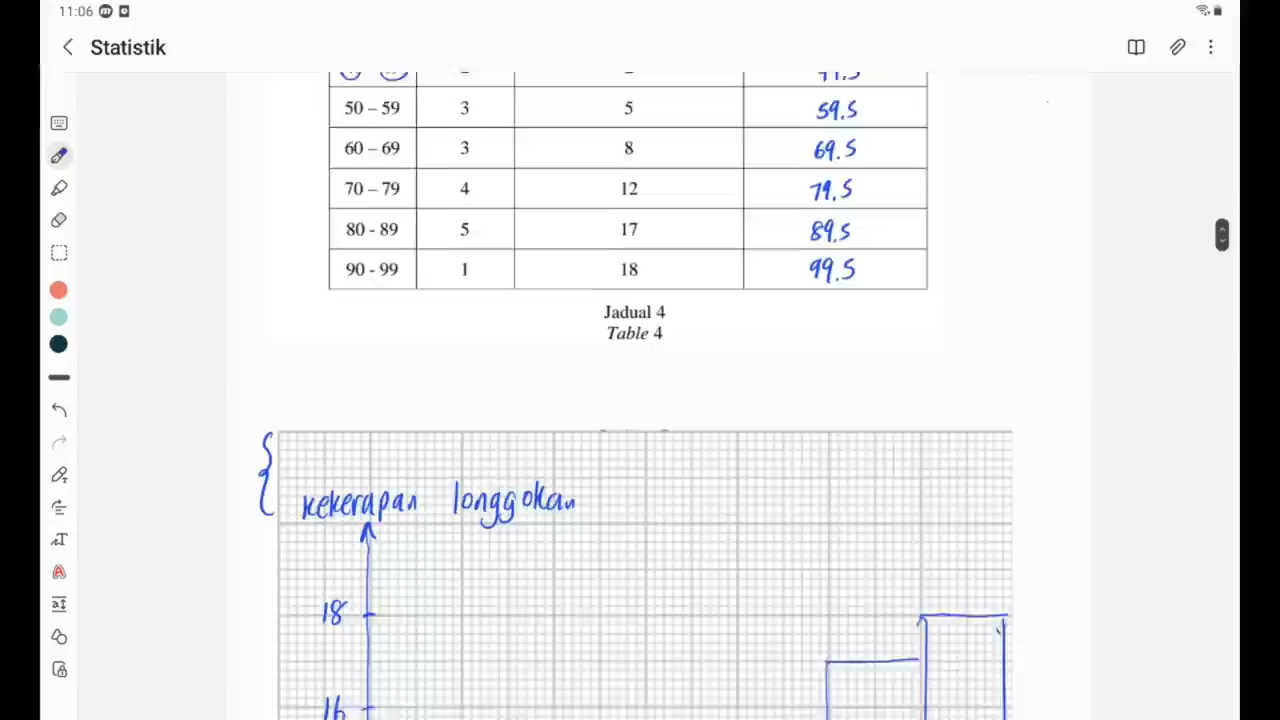 11:06
Statistik
50 – 59 3 5 59.5
60 – 69 3 8 69.5
70 – 79 4 12 79.5
80 - 89 5 17 89.5
90 - 99 1 18 99.5
Jadual 4
Table 4
kekerapan longgokan
18
16